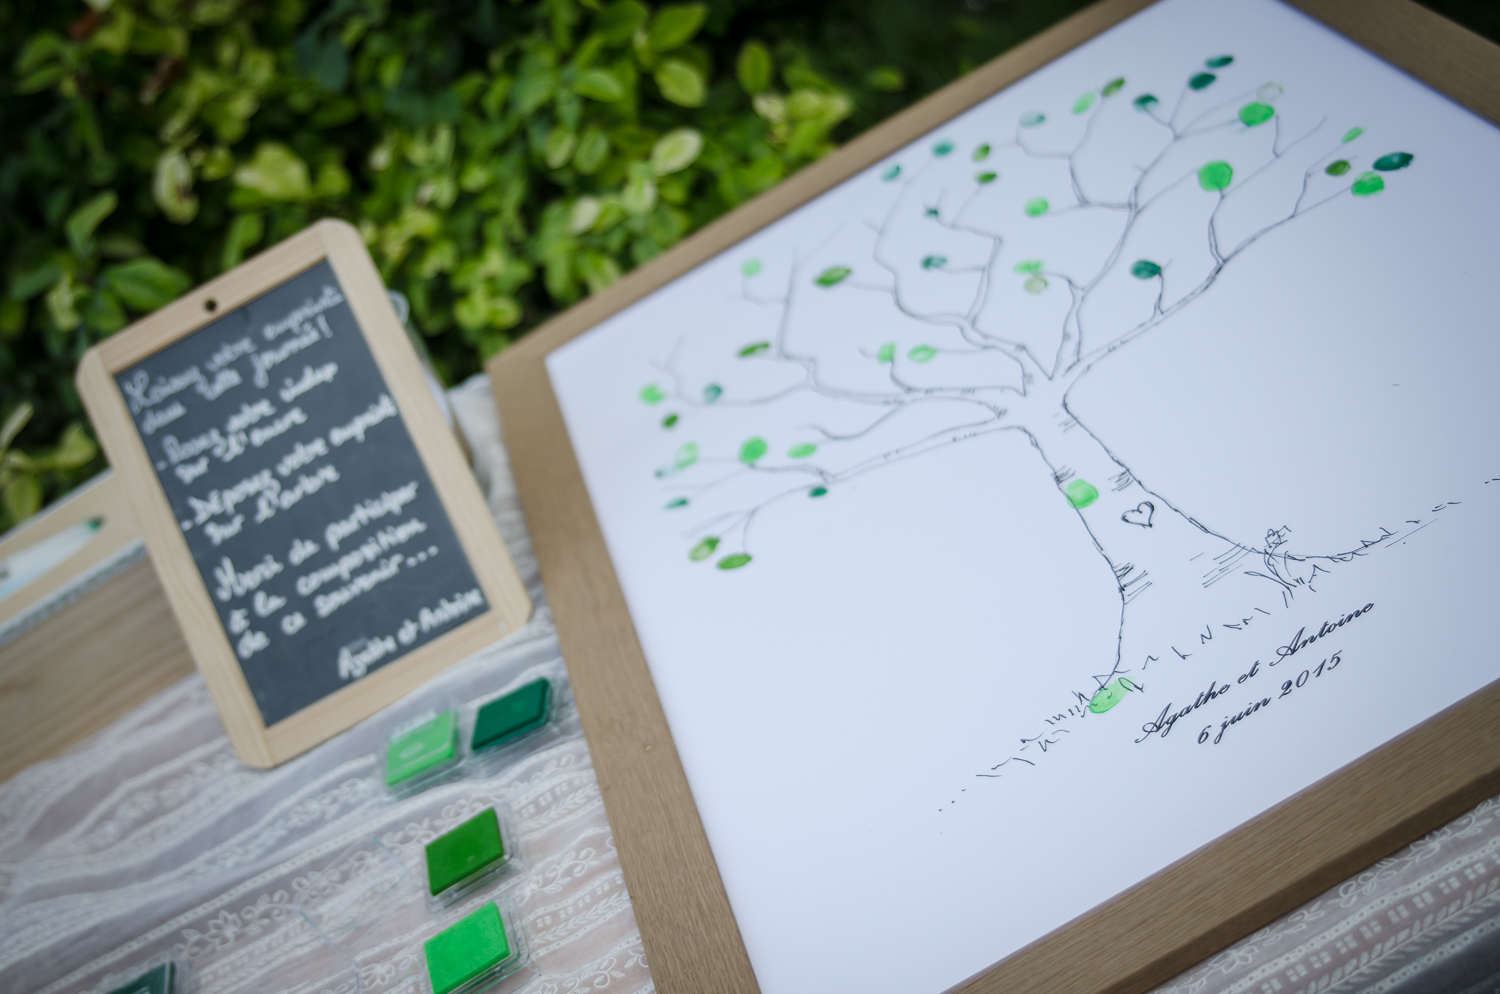 Laissez votre empreinte
dans cette journée!
- Posez votre index
sur l'encre
- Déposez votre empreinte
sur l'arbre
Merci de participer
à la composition
de ce souvenir...
Agathe et Antoine
Agathe et Antoine
6 juin 2015